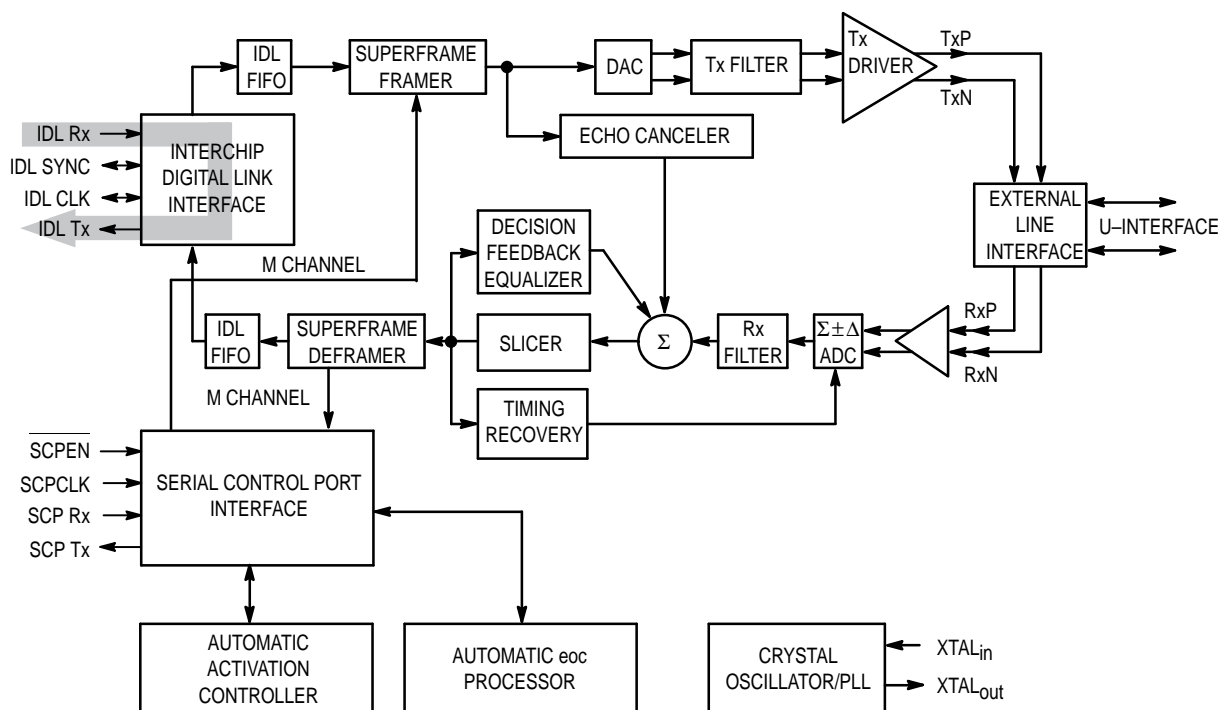 IDL
FIFO
SUPERFRAME
FRAMER
DAC
Tx FILTER
Tx
DRIVER
TxP
TxN
IDL Rx
IDL SYNC
IDL CLK
IDL Tx
INTERCHIP
DIGITAL LINK
INTERFACE
ECHO CANCELER
EXTERNAL
LINE
INTERFACE
U–INTERFACE
M CHANNEL
DECISION
FEEDBACK
EQUALIZER
IDL
FIFO
SUPERFRAME
DEFRAMER
SLICER
Σ
Rx
FILTER
Σ±Δ
ADC
RxP
RxN
M CHANNEL
TIMING
RECOVERY
SCPEN
SCPCLK
SCP Rx
SCP Tx
SERIAL CONTROL PORT
INTERFACE
AUTOMATIC
ACTIVATION
CONTROLLER
AUTOMATIC eoc
PROCESSOR
CRYSTAL
OSCILLATOR/PLL
XTALin
XTALout